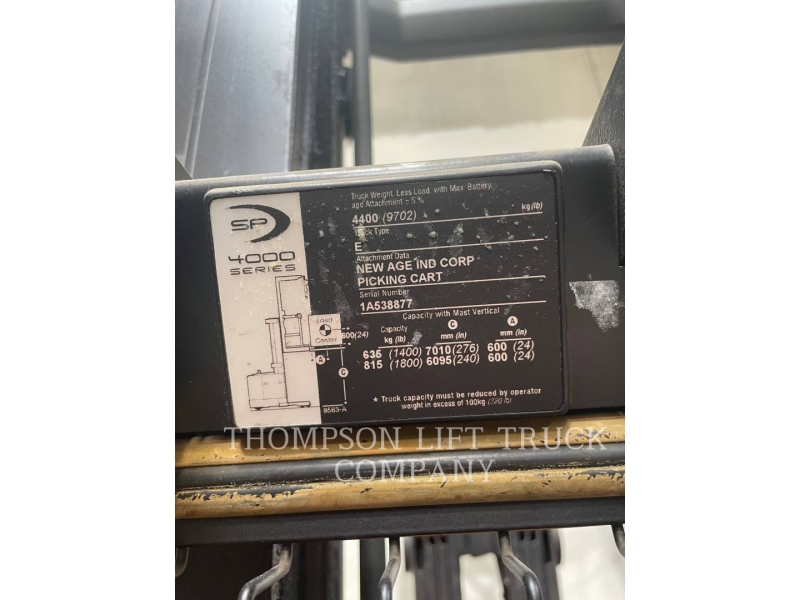 Truck Weight, Less Load, with Max. Battery
and Attachment ± 5%
4400 (9702) kg (lb)
Truck Type
E
Attachment Data
NEW AGE IND CORP
PICKING CART
Serial Number
1A538877
SP
4000
SERIES
Load
Center
600(24)
A
C
8563-A
Capacity with Mast Vertical
Capacity C A
kg (lb) mm (in) mm (in)
635 (1400) 7010 (276) 600 (24)
815 (1800) 6095 (240) 600 (24)
* Truck capacity must be reduced by operator
weight in excess of 100kg (220 lb)
THOMPSON LIFT TRUCK
COMPANY